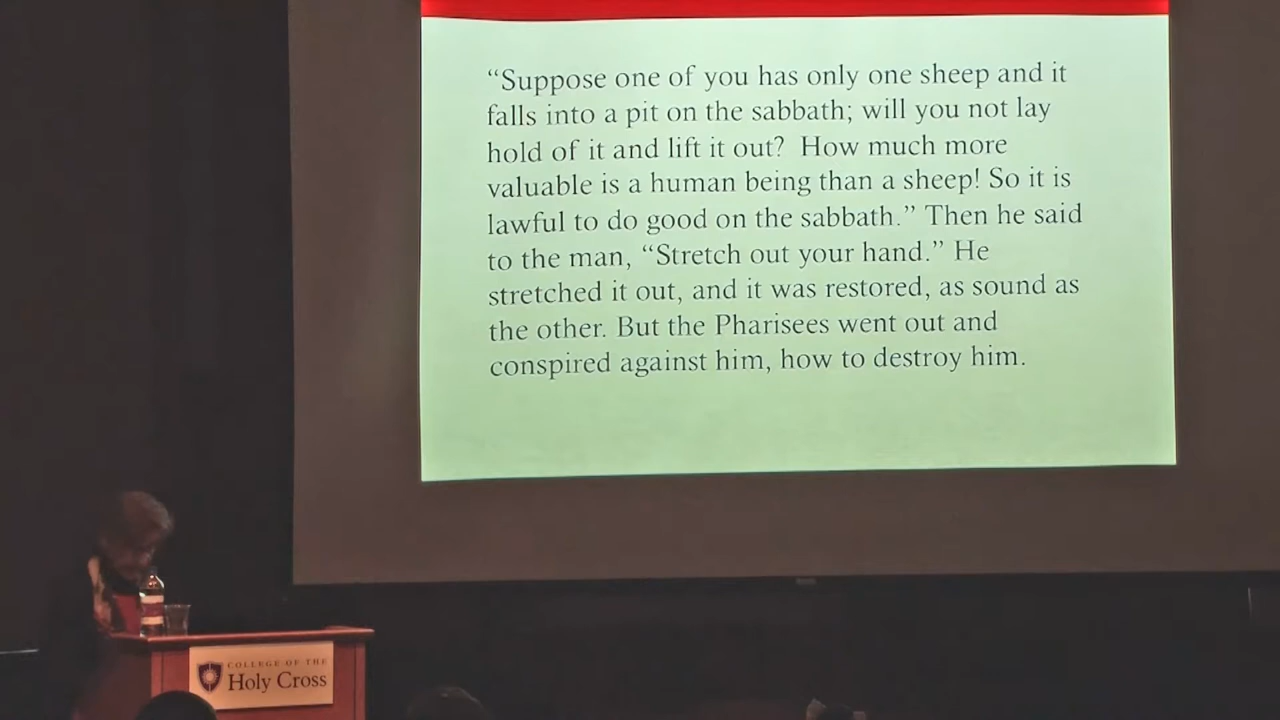 “Suppose one of you has only one sheep and it
falls into a pit on the sabbath; will you not lay
hold of it and lift it out?  How much more
valuable is a human being than a sheep! So it is
lawful to do good on the sabbath.” Then he said
to the man, “Stretch out your hand.” He
stretched it out, and it was restored, as sound as
the other. But the Pharisees went out and
conspired against him, how to destroy him.
COLLEGE OF THE
Holy Cross